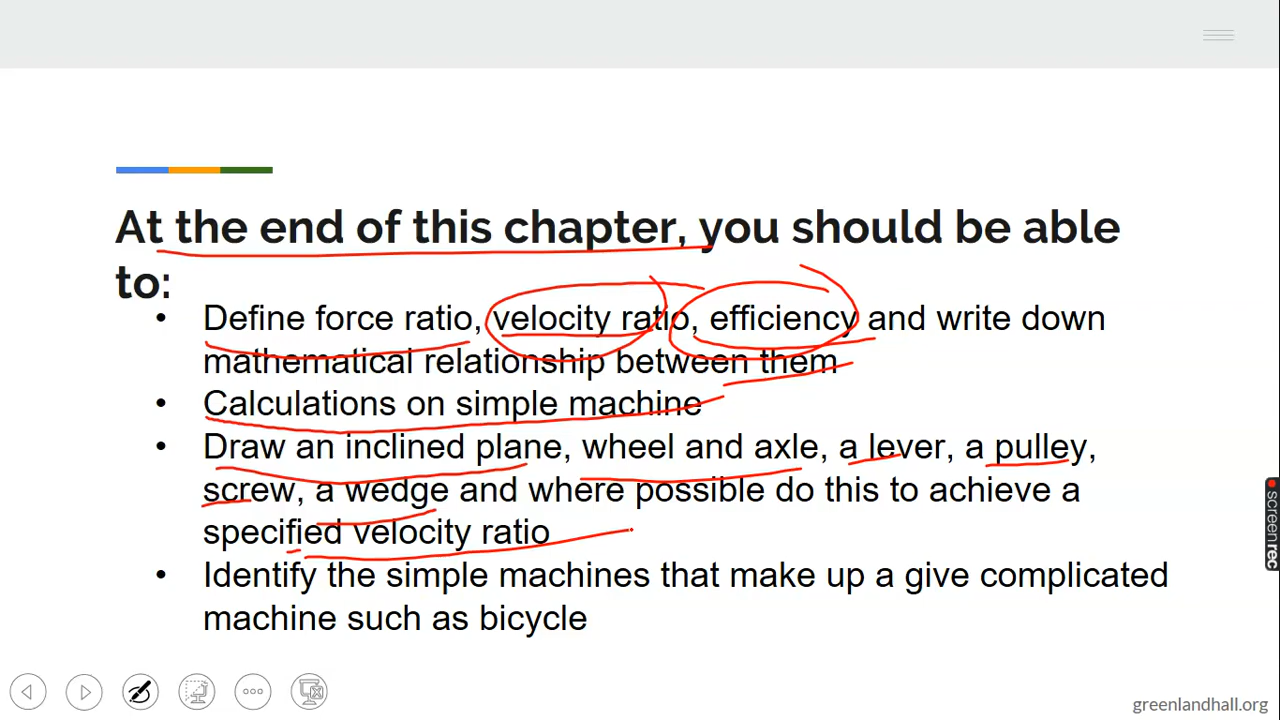 At the end of this chapter, you should be able
to:
• Define force ratio, velocity ratio, efficiency and write down
mathematical relationship between them
• Calculations on simple machine
• Draw an inclined plane, wheel and axle, a lever, a pulley,
screw, a wedge and where possible do this to achieve a
specified velocity ratio
• Identify the simple machines that make up a give complicated
machine such as bicycle
screenrec
greenlandhall.org